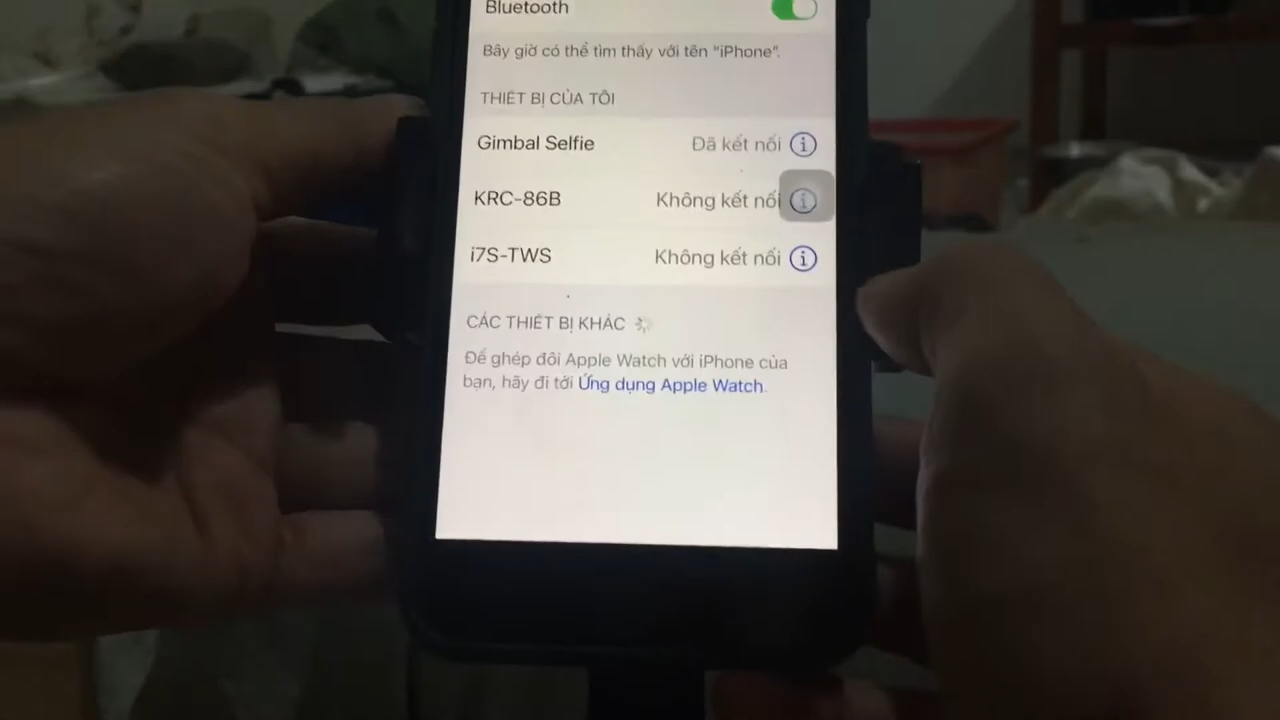 Bluetooth
Bây giờ có thể tìm thấy với tên "iPhone".
THIẾT BỊ CỦA TÔI
Gimbal Selfie Đã kết nối
KRC-86B Không kết nối
i7S-TWS Không kết nối
CÁC THIẾT BỊ KHÁC
Để ghép đôi Apple Watch với iPhone của
bạn, hãy đi tới Ứng dụng Apple Watch.